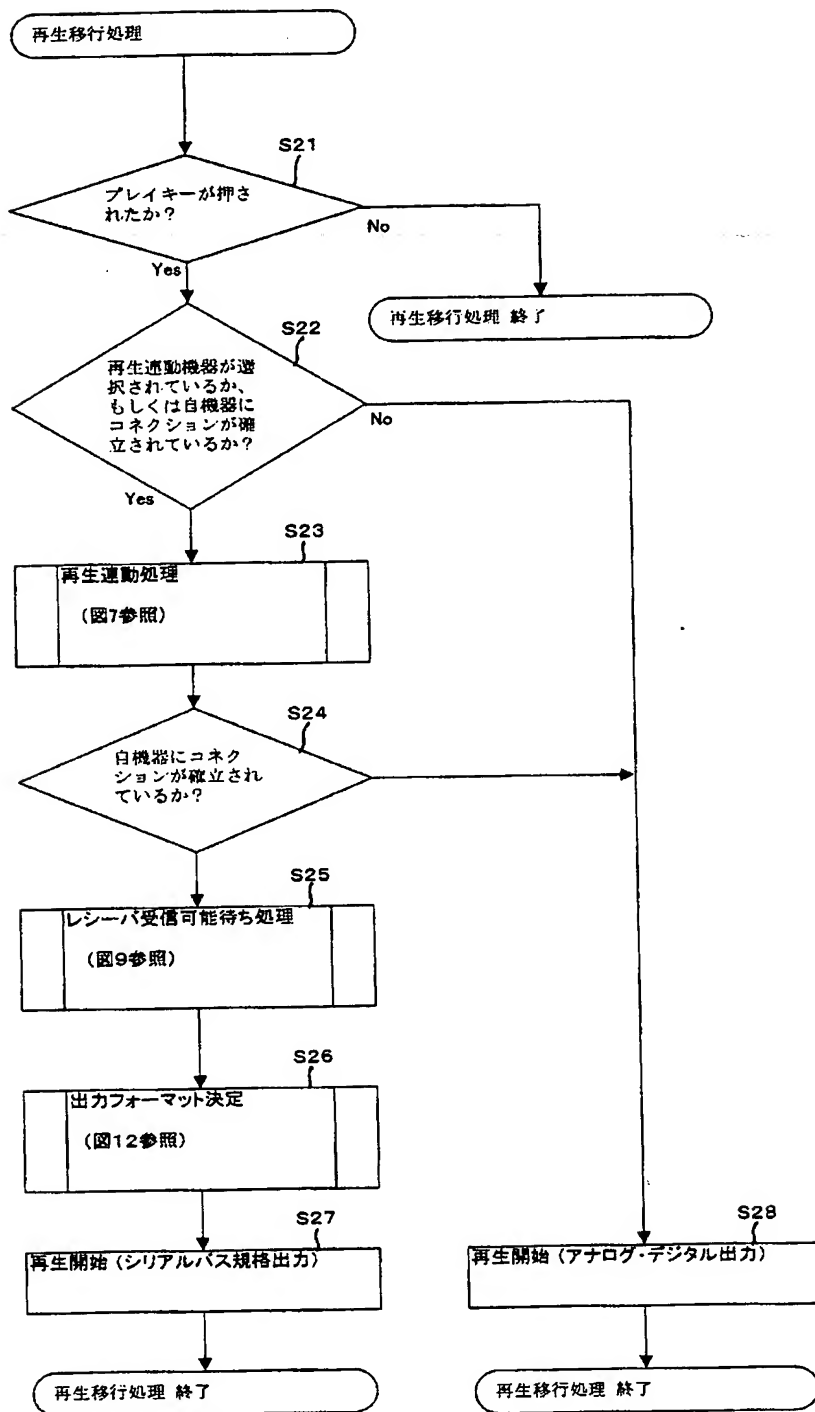 再生移行処理
S21
プレイキーが押さ
れたか？
No
Yes
再生移行処理 終了
S22
再生連動機器が選
択されているか、
もしくは自機器に
コネクションが確
立されているか？
No
Yes
S23
再生連動処理
（図7参照）
S24
自機器にコネク
ションが確立され
ているか？
S25
レシーバ受信可能待ち処理
（図9参照）
S26
出力フォーマット決定
（図12参照）
S27
再生開始（シリアルバス規格出力）
S28
再生開始（アナログ・デジタル出力）
再生移行処理 終了
再生移行処理 終了